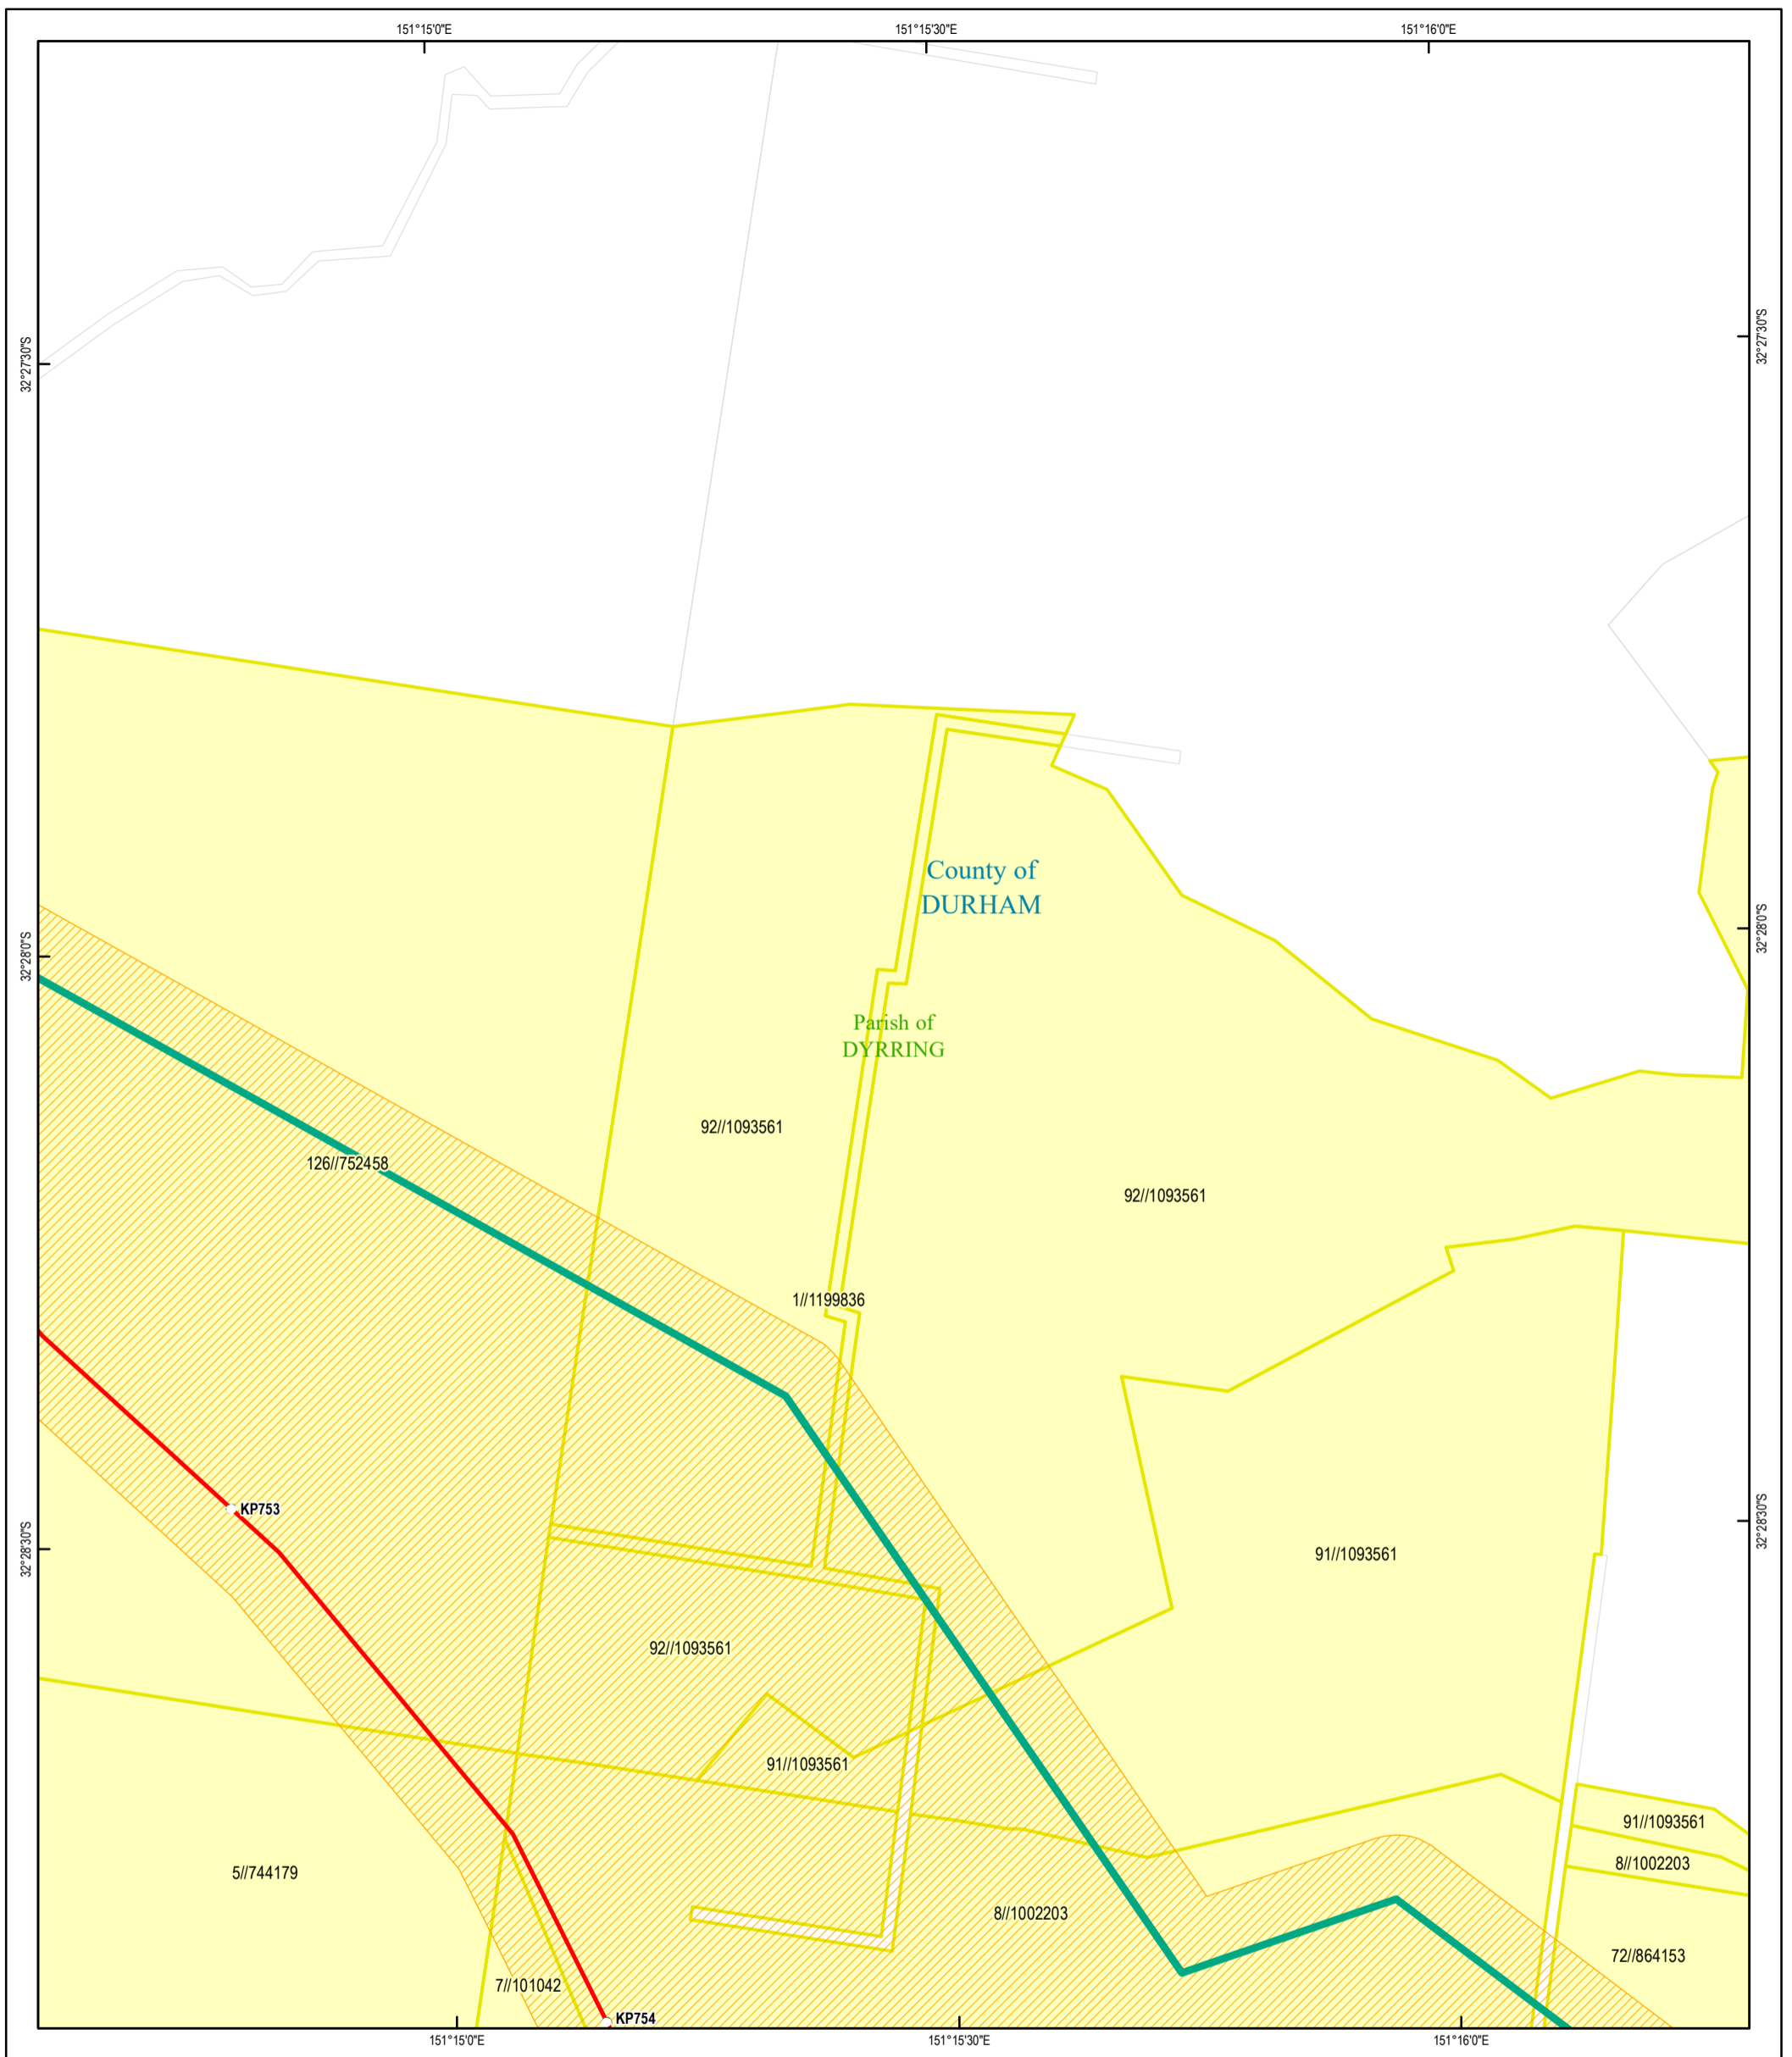 151°15'0"E
151°15'30"E
151°16'0"E
32°27'30"S
32°27'30"S
County of
DURHAM
32°28'0"S
32°28'0"S
Parish of
DYRRING
92//1093561
126//752458
92//1093561
1//1199836
KP753
32°28'30"S
32°28'30"S
91//1093561
92//1093561
91//1093561
91//1093561
8//1002203
5//744179
8//1002203
72//864153
7//101042
KP754
151°15'0"E
151°15'30"E
151°16'0"E